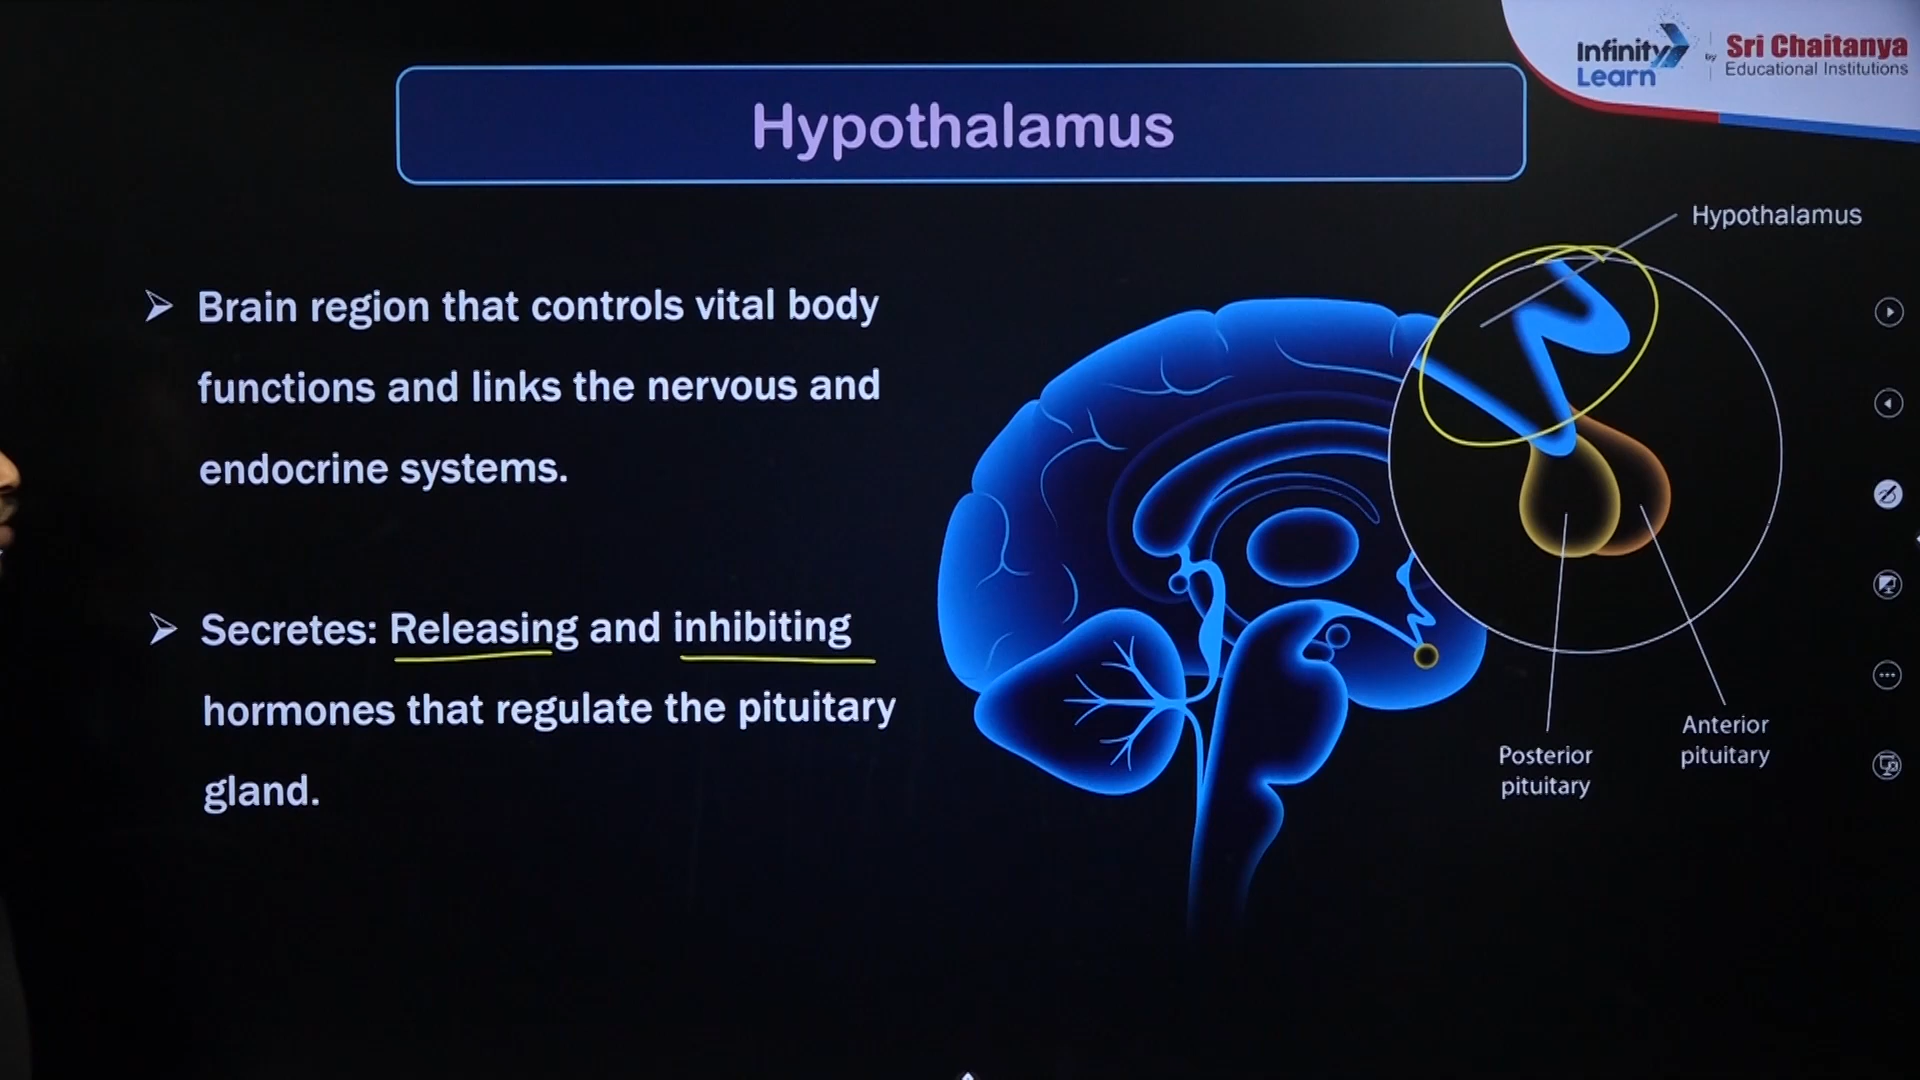 Infinity
Learn
by
Sri Chaitanya
Educational Institutions
Hypothalamus
Hypothalamus
➢ Brain region that controls vital body
functions and links the nervous and
endocrine systems.
➢ Secretes: Releasing and inhibiting
hormones that regulate the pituitary
gland.
Posterior
pituitary
Anterior
pituitary